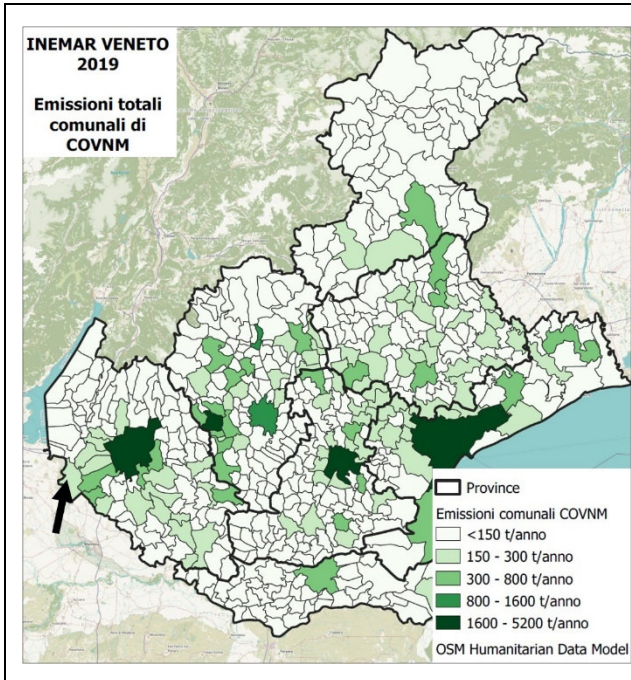 INEMAR VENETO
2019
Emissioni totali
comunali di
COVNM
Province
Emissioni comunali COVNM
<150 t/anno
150 - 300 t/anno
300 - 800 t/anno
800 - 1600 t/anno
1600 - 5200 t/anno
OSM Humanitarian Data Model